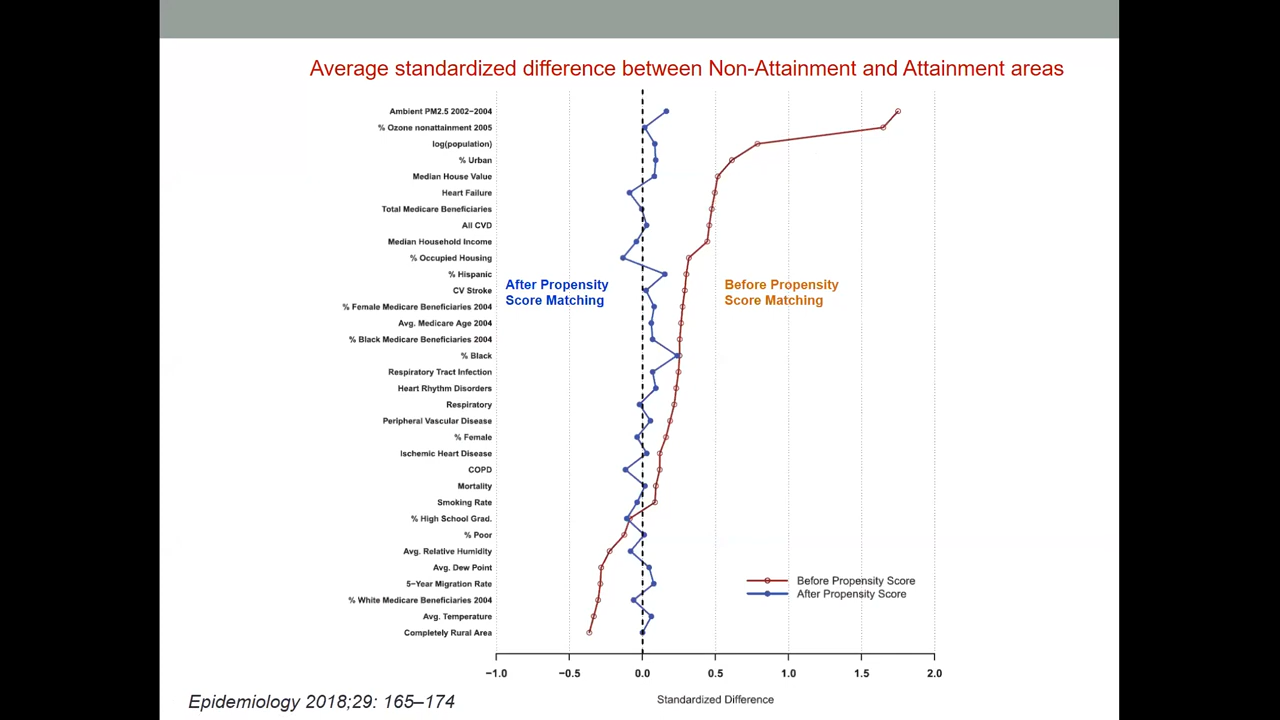 Average standardized difference between Non-Attainment and Attainment areas
Ambient PM2.5 2002−2004
% Ozone nonattainment 2005
log(population)
% Urban
Median House Value
Heart Failure
Total Medicare Beneficiaries
All CVD
Median Household Income
% Occupied Housing
% Hispanic
CV Stroke
% Female Medicare Beneficiaries 2004
Avg. Medicare Age 2004
% Black Medicare Beneficiaries 2004
% Black
Respiratory Tract Infection
Heart Rhythm Disorders
Respiratory
Peripheral Vascular Disease
% Female
Ischemic Heart Disease
COPD
Mortality
Smoking Rate
% High School Grad.
% Poor
Avg. Relative Humidity
Avg. Dew Point
5−Year Migration Rate
% White Medicare Beneficiaries 2004
Avg. Temperature
Completely Rural Area
After Propensity
Score Matching
Before Propensity
Score Matching
Before Propensity Score
After Propensity Score
−1.0 −0.5 0.0 0.5 1.0 1.5 2.0
Standardized Difference
Epidemiology 2018;29: 165–174